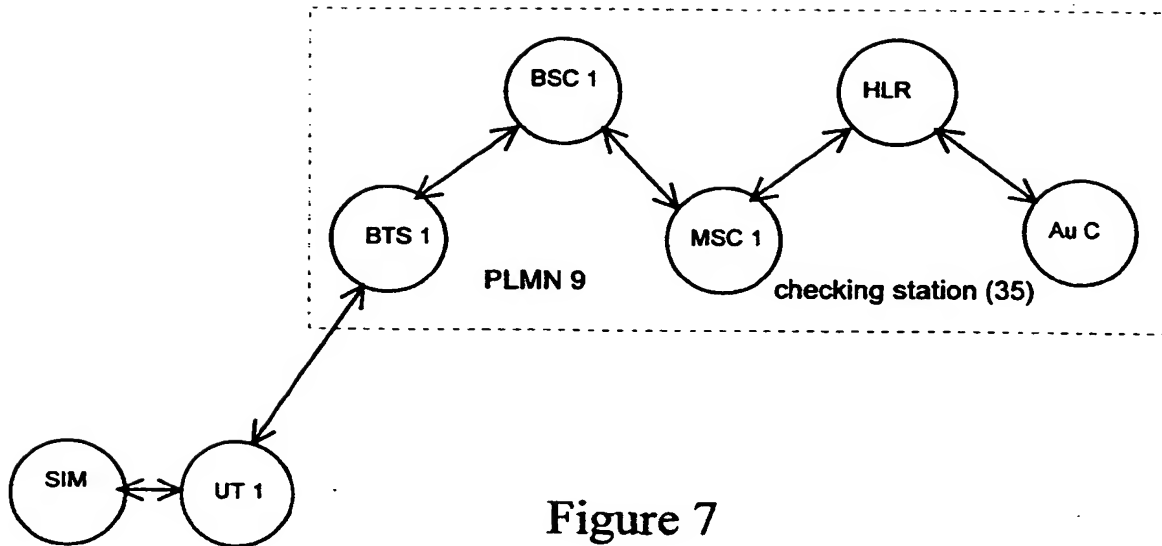 BSC 1
HLR
BTS 1
MSC 1
Au C
PLMN 9
checking station (35)
SIM
UT 1
Figure 7